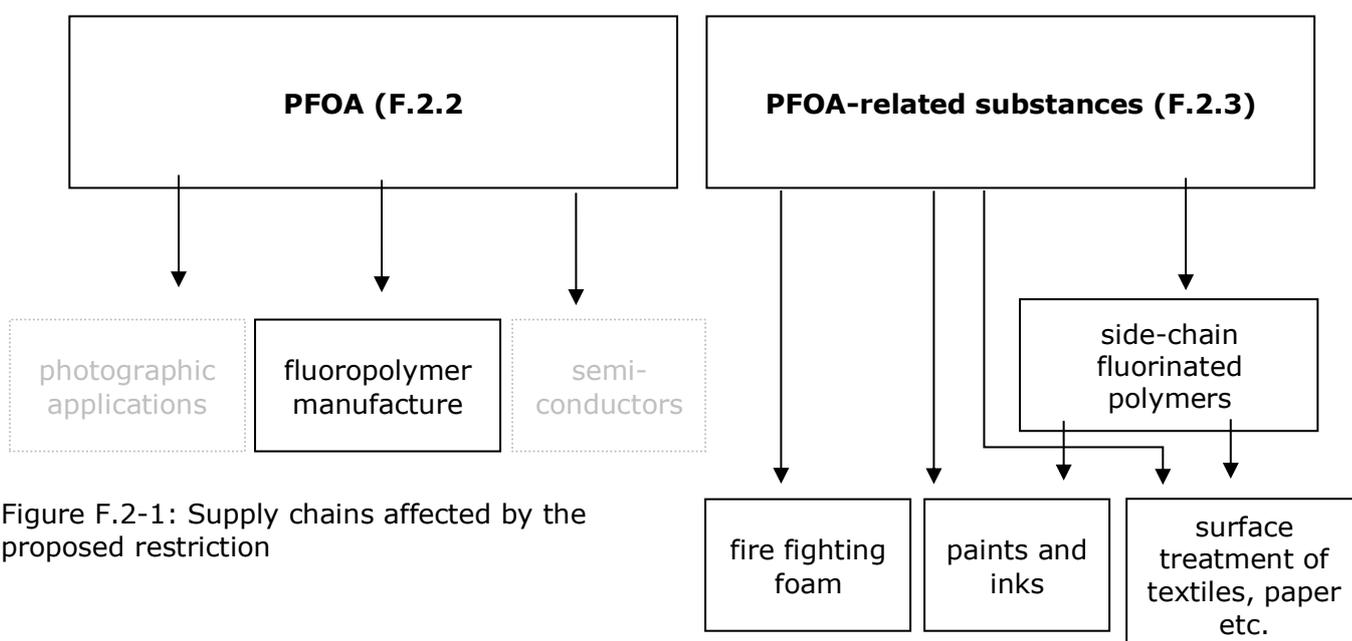 PFOA (F.2.2
PFOA-related substances (F.2.3)
photographic
applications
fluoropolymer
manufacture
semi-
conductors
side-chain
fluorinated
polymers
Figure F.2-1: Supply chains affected by the
proposed restriction
fire fighting
foam
paints and
inks
surface
treatment of
textiles, paper
etc.